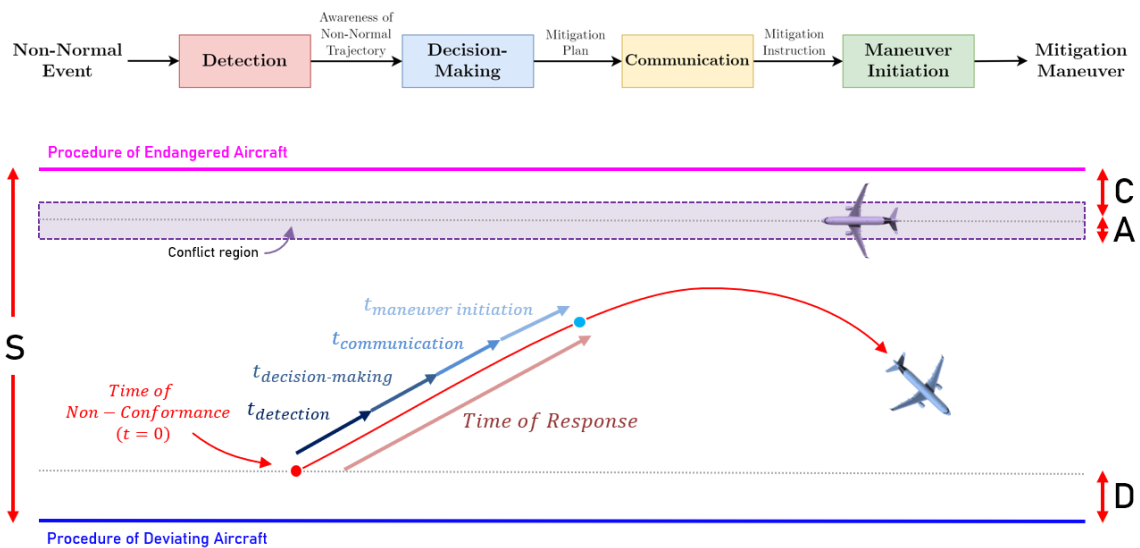 Non-Normal
Event
Detection
Awareness of
Non-Normal
Trajectory
Decision-
Making
Mitigation
Plan
Communication
Mitigation
Instruction
Maneuver
Initiation
Mitigation
Maneuver
Procedure of Endangered Aircraft
C
A
Conflict region
S
t_maneuver initiation
t_communication
t_decision-making
t_detection
Time of Response
Time of
Non − Conformance
(t = 0)
D
Procedure of Deviating Aircraft